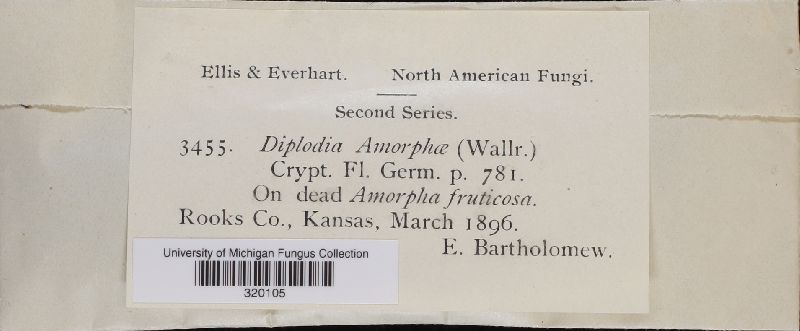 Ellis & Everhart. North American Fungi.
Second Series.
3455. Diplodia Amorphæ (Wallr.)
Crypt. Fl. Germ. p. 781.
On dead Amorpha fruticosa.
Rooks Co., Kansas, March 1896.
E. Bartholomew.
University of Michigan Fungus Collection
320105